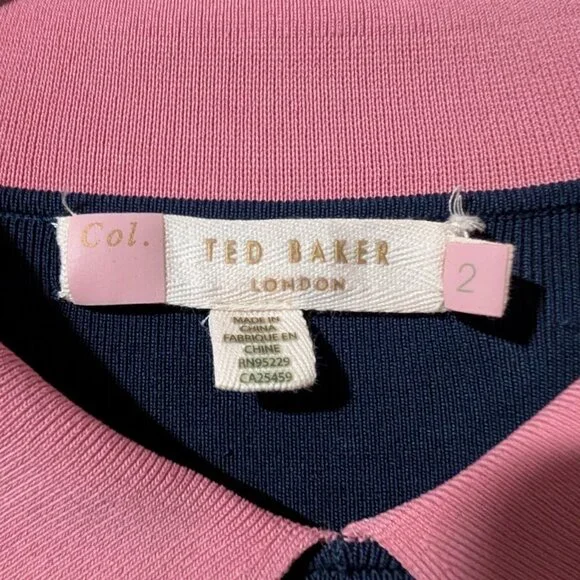 Col.
TED BAKER
LONDON
2
MADE IN
CHINA
FABRIQUE EN
CHINE
RN95229
CA25459